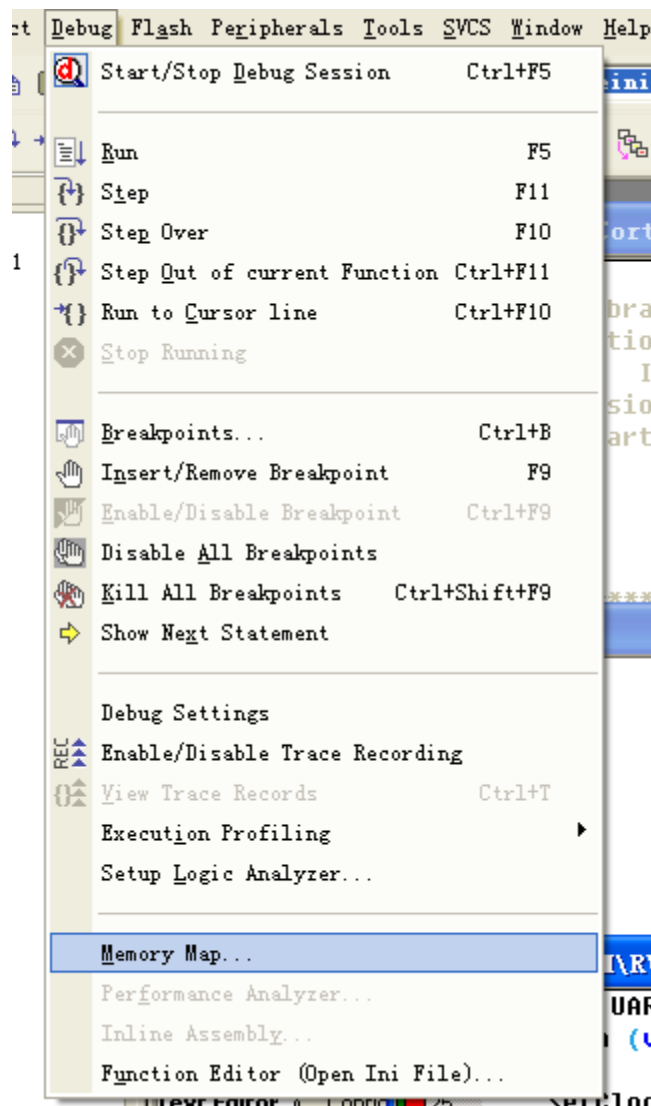 Debug Flash Peripherals Tools SVCS Window Help
Start/Stop Debug Session Ctrl+F5
Run F5
Step F11
Step Over F10
Step Out of current Function Ctrl+F11
Run to Cursor line Ctrl+F10
Stop Running
Breakpoints... Ctrl+B
Insert/Remove Breakpoint F9
Enable/Disable Breakpoint Ctrl+F9
Disable All Breakpoints
Kill All Breakpoints Ctrl+Shift+F9
Show Next Statement
Debug Settings
REC Enable/Disable Trace Recording
View Trace Records Ctrl+T
Execution Profiling
Setup Logic Analyzer...
Memory Map...
Performance Analyzer...
Inline Assembly...
Function Editor (Open Ini File)...